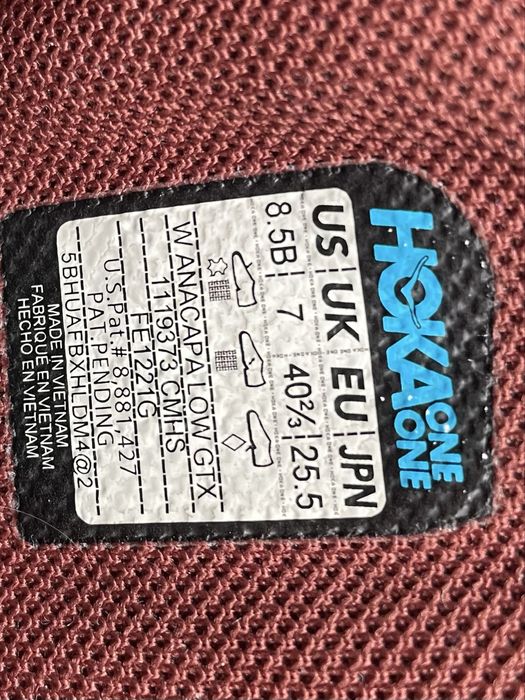 HOKA ONE ONE
US UK EU JPN
8.5B 7 40⅔ 25.5
W ANACAPA LOW GTX
1119373 CMHS
FE1221G
U.S.Pat.# 8,881,427
PAT. PENDING
5BHUAFBXHLDM4@2
MADE IN VIETNAM
FABRIQUÉ EN VIETNAM
HECHO EN VIETNAM